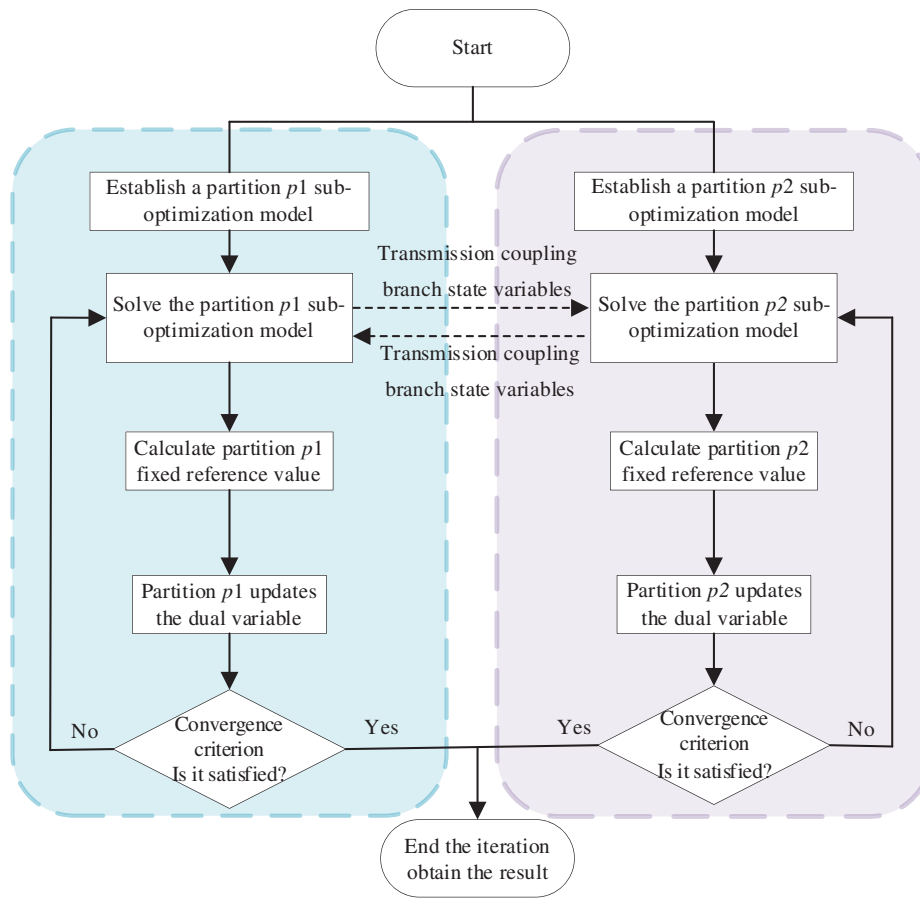 Start
Establish a partition p1 sub-
optimization model
Establish a partition p2 sub-
optimization model
Transmission coupling
branch state variables
Solve the partition p1 sub-
optimization model
Solve the partition p2 sub-
optimization model
Transmission coupling
branch state variables
Calculate partition p1
fixed reference value
Calculate partition p2
fixed reference value
Partition p1 updates
the dual variable
Partition p2 updates
the dual variable
No
Convergence
criterion
Is it satisfied?
Yes
Yes
Convergence
criterion
Is it satisfied?
No
End the iteration
obtain the result